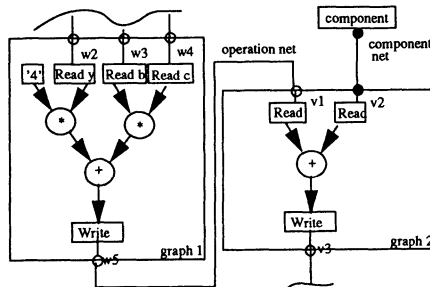 component
operation net
component
net
w2
w3
w4
'4'
Read y
Read b
Read c
v1
v2
Read
Read
*
*
+
+
Write
Write
graph 1
w5
v3
graph 2